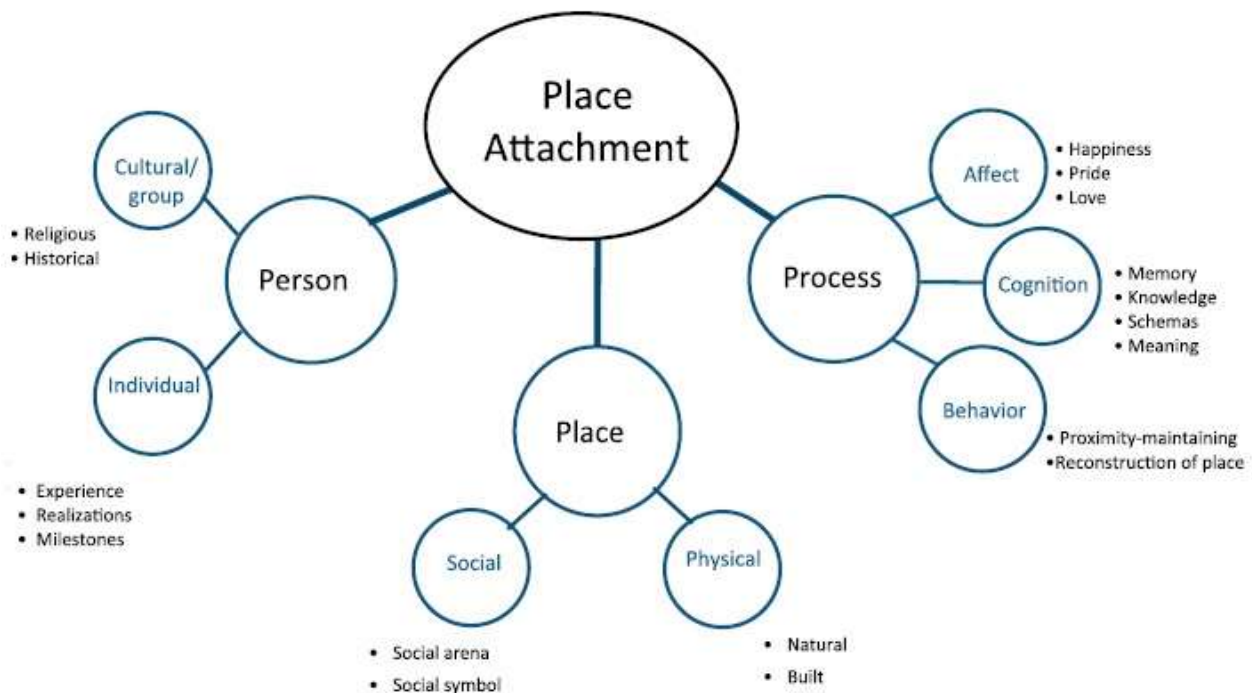 Place
Attachment
Cultural/
group
• Religious
• Historical
Person
Individual
• Experience
• Realizations
• Milestones
Place
Social
• Social arena
• Social symbol
Physical
• Natural
• Built
Process
Affect
• Happiness
• Pride
• Love
Cognition
• Memory
• Knowledge
• Schemas
• Meaning
Behavior
• Proximity-maintaining
•Reconstruction of place